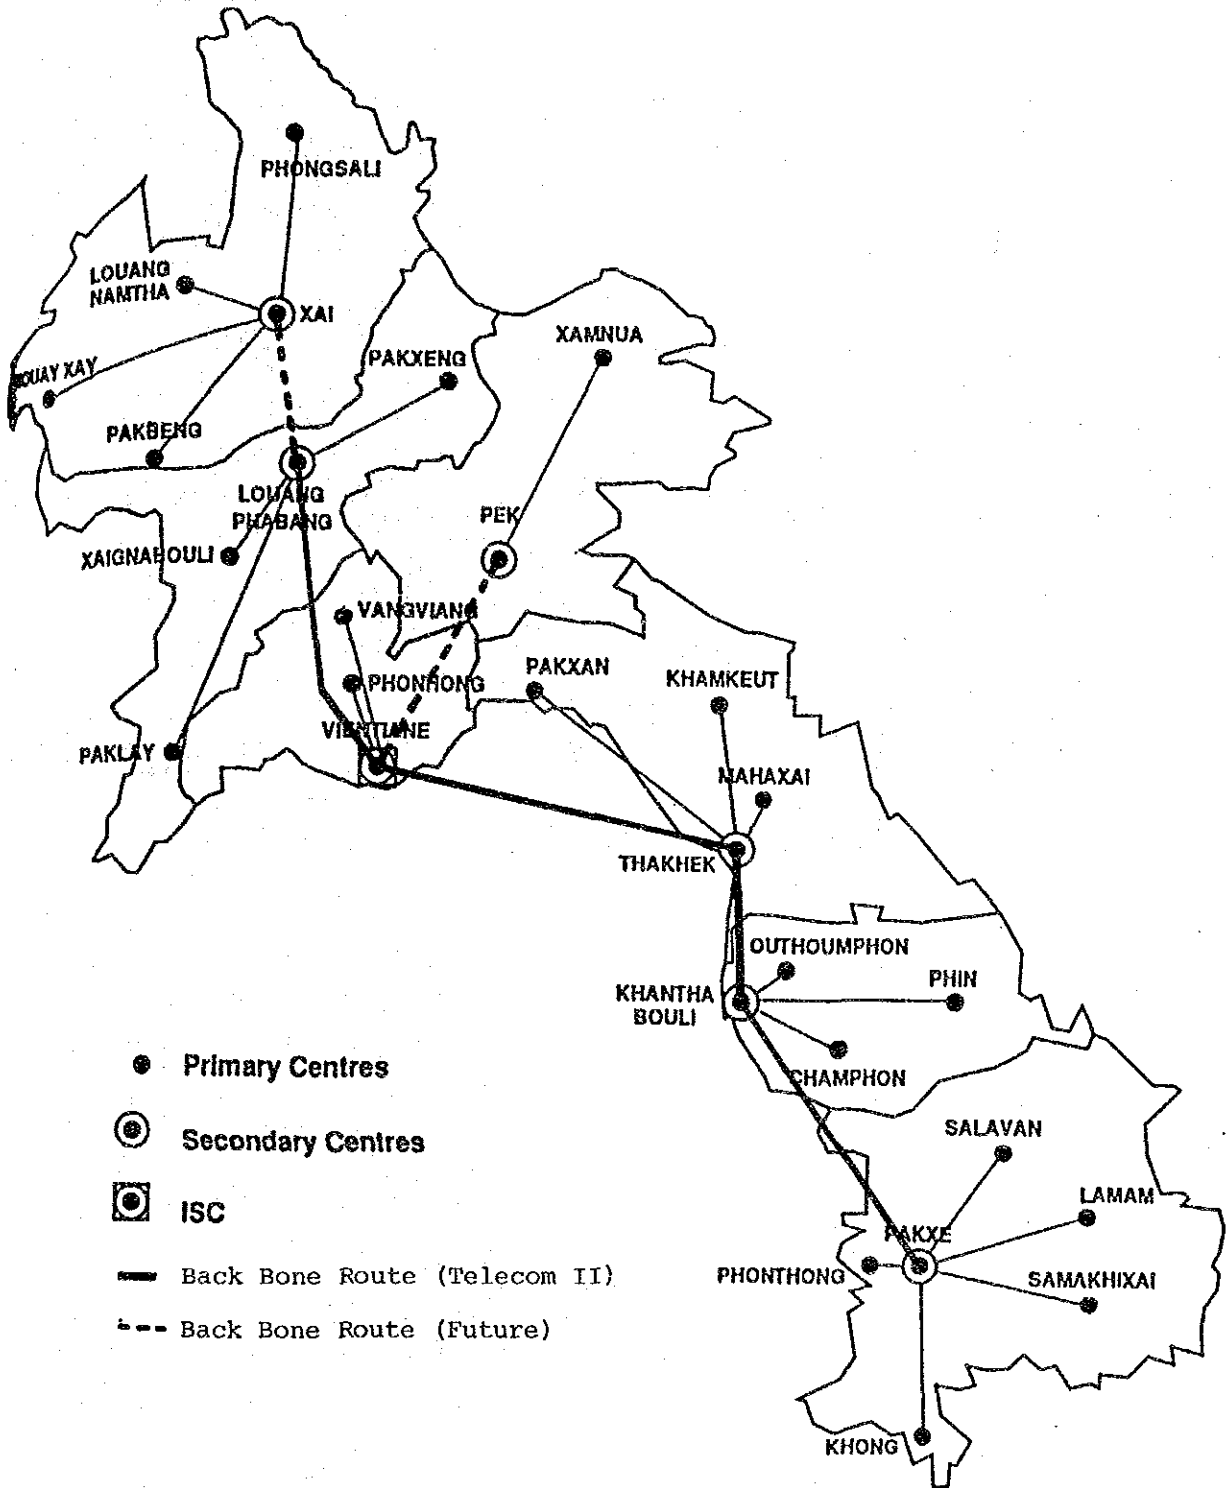 PHONGSALI
LOUANG
NAMTHA
XAI
XAMNUA
PAKXENG
XAY
PAKBENG
LOUANG
PHABANG
PEK
XAIGNABOULI
VANGVIANG
PAKXAN
KHAMKEUT
PHONHONG
VIENTIANE
PAKLAY
MAHAXAI
THAKHEK
OUTHOUMPHON
PHIN
KHANTHA
BOULI
CHAMPHON
Primary Centres
SALAVAN
Secondary Centres
LAMAM
ISC
PAKXE
PHONTHONG
SAMAKHIXAI
Back Bone Route (Telecom II)
Back Bone Route (Future)
KHONG